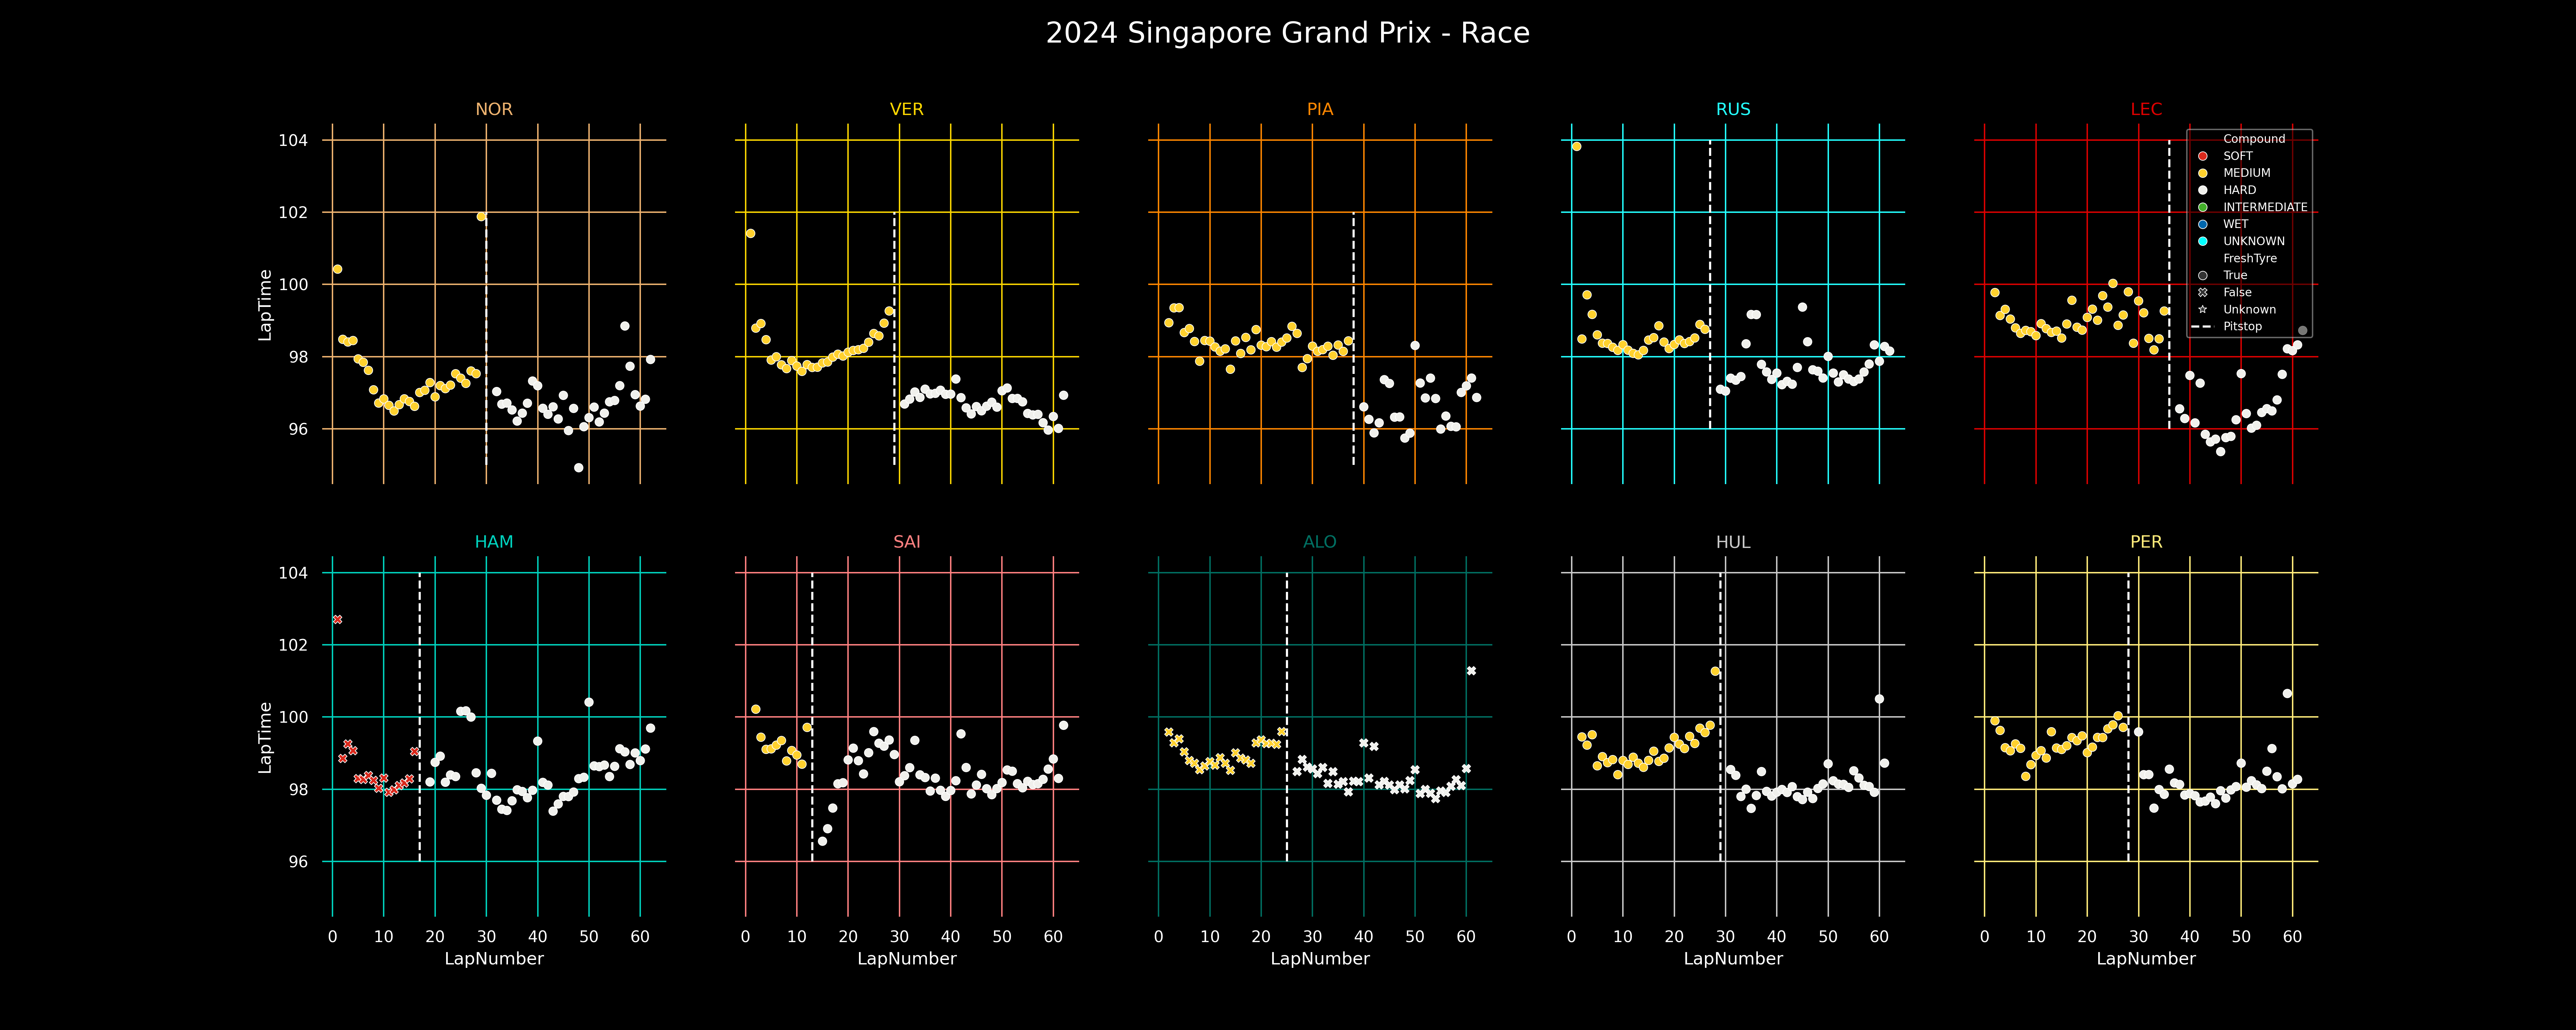 2024 Singapore Grand Prix - Race
NOR
VER
PIA
RUS
LEC
104
102
100
98
96
LapTime
Compound
SOFT
MEDIUM
HARD
INTERMEDIATE
WET
UNKNOWN
FreshTyre
True
False
Unknown
Pitstop
HAM
SAI
ALO
HUL
PER
104
102
100
98
96
LapTime
0 10 20 30 40 50 60
0 10 20 30 40 50 60
0 10 20 30 40 50 60
0 10 20 30 40 50 60
0 10 20 30 40 50 60
LapNumber
LapNumber
LapNumber
LapNumber
LapNumber